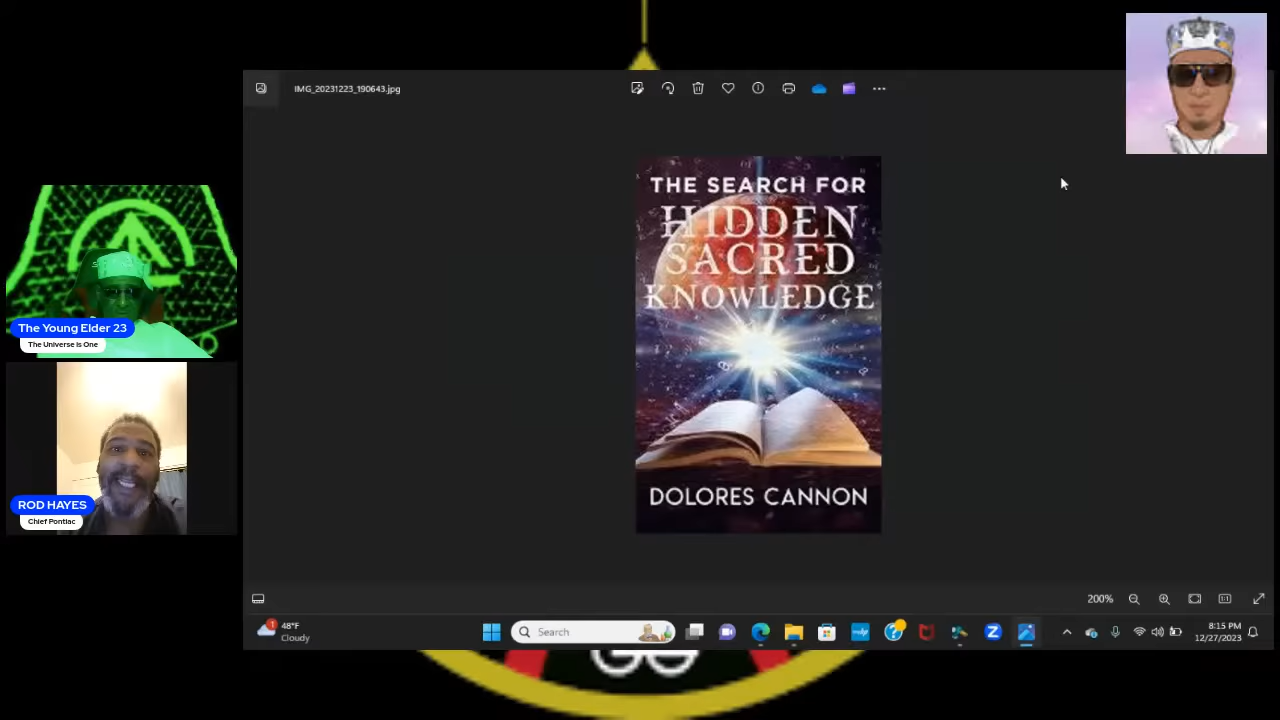 IMG_20231223_190643.jpg
THE SEARCH FOR
HIDDEN
SACRED
KNOWLEDGE
DOLORES CANNON
The Young Elder 23
The Universe is One
ROD HAYES
Chief Pontiac
200%
1
48°F
Cloudy
Search
8:15 PM
12/27/2023